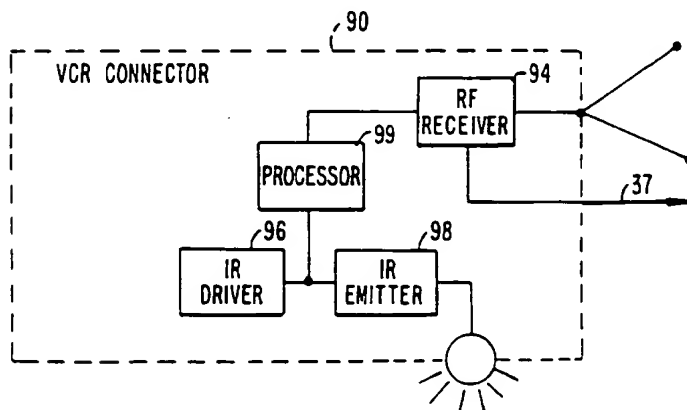 90
VCR CONNECTOR
94
RF
RECEIVER
99
PROCESSOR
37
96
IR
DRIVER
98
IR
EMITTER